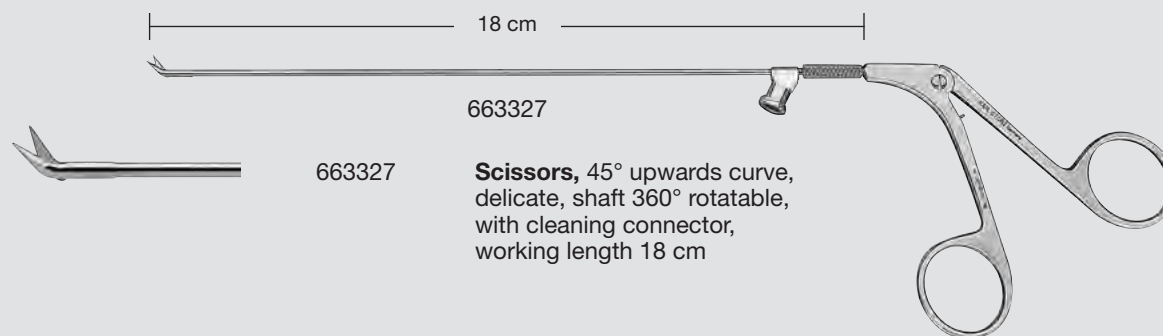 18 cm
663327
663327
Scissors, 45° upwards curve,
delicate, shaft 360° rotatable,
with cleaning connector,
working length 18 cm